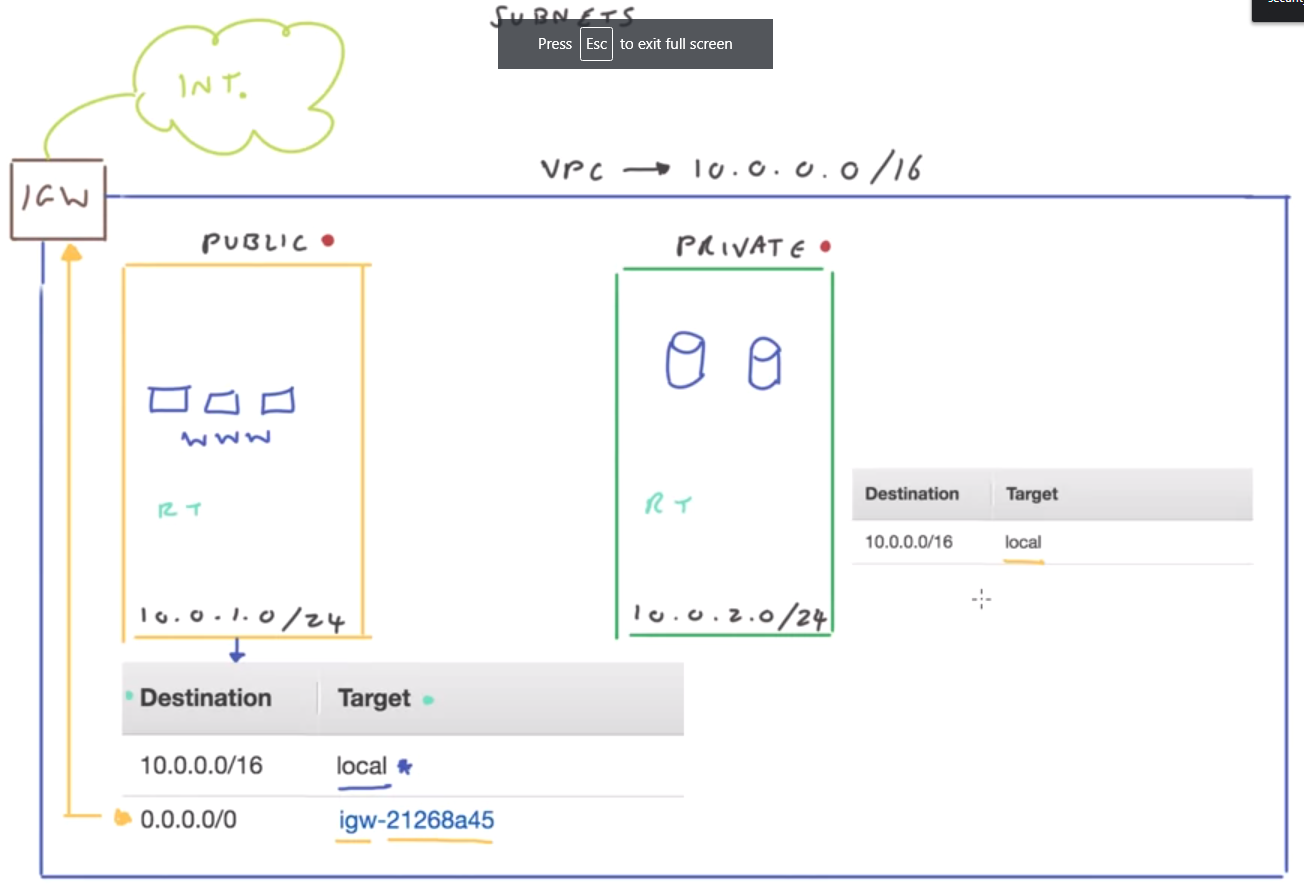 SUBNETS
Press Esc to exit full screen
INT.
IGW
VPC → 10.0.0.0/16
PUBLIC
WWW
RT
10.0.1.0/24
PRIVATE
RT
10.0.2.0/24
Destination Target
10.0.0.0/16 local
Destination Target
10.0.0.0/16 local
0.0.0.0/0 igw-21268a45